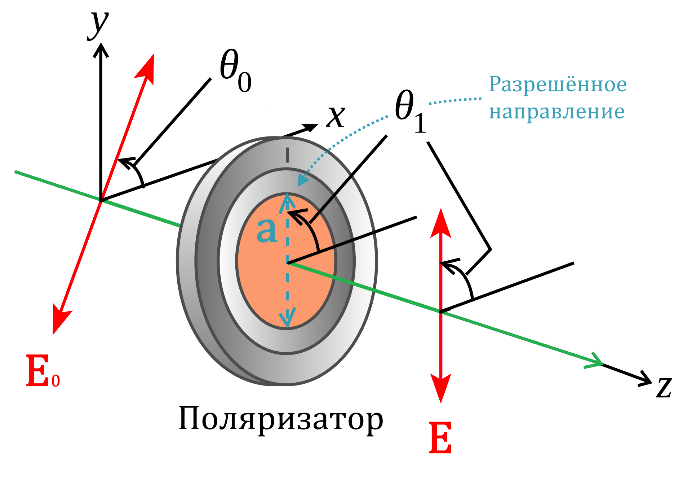 y
θ0
x
θ1
Разрешённое
направление
a
E0
Поляризатор
E
z